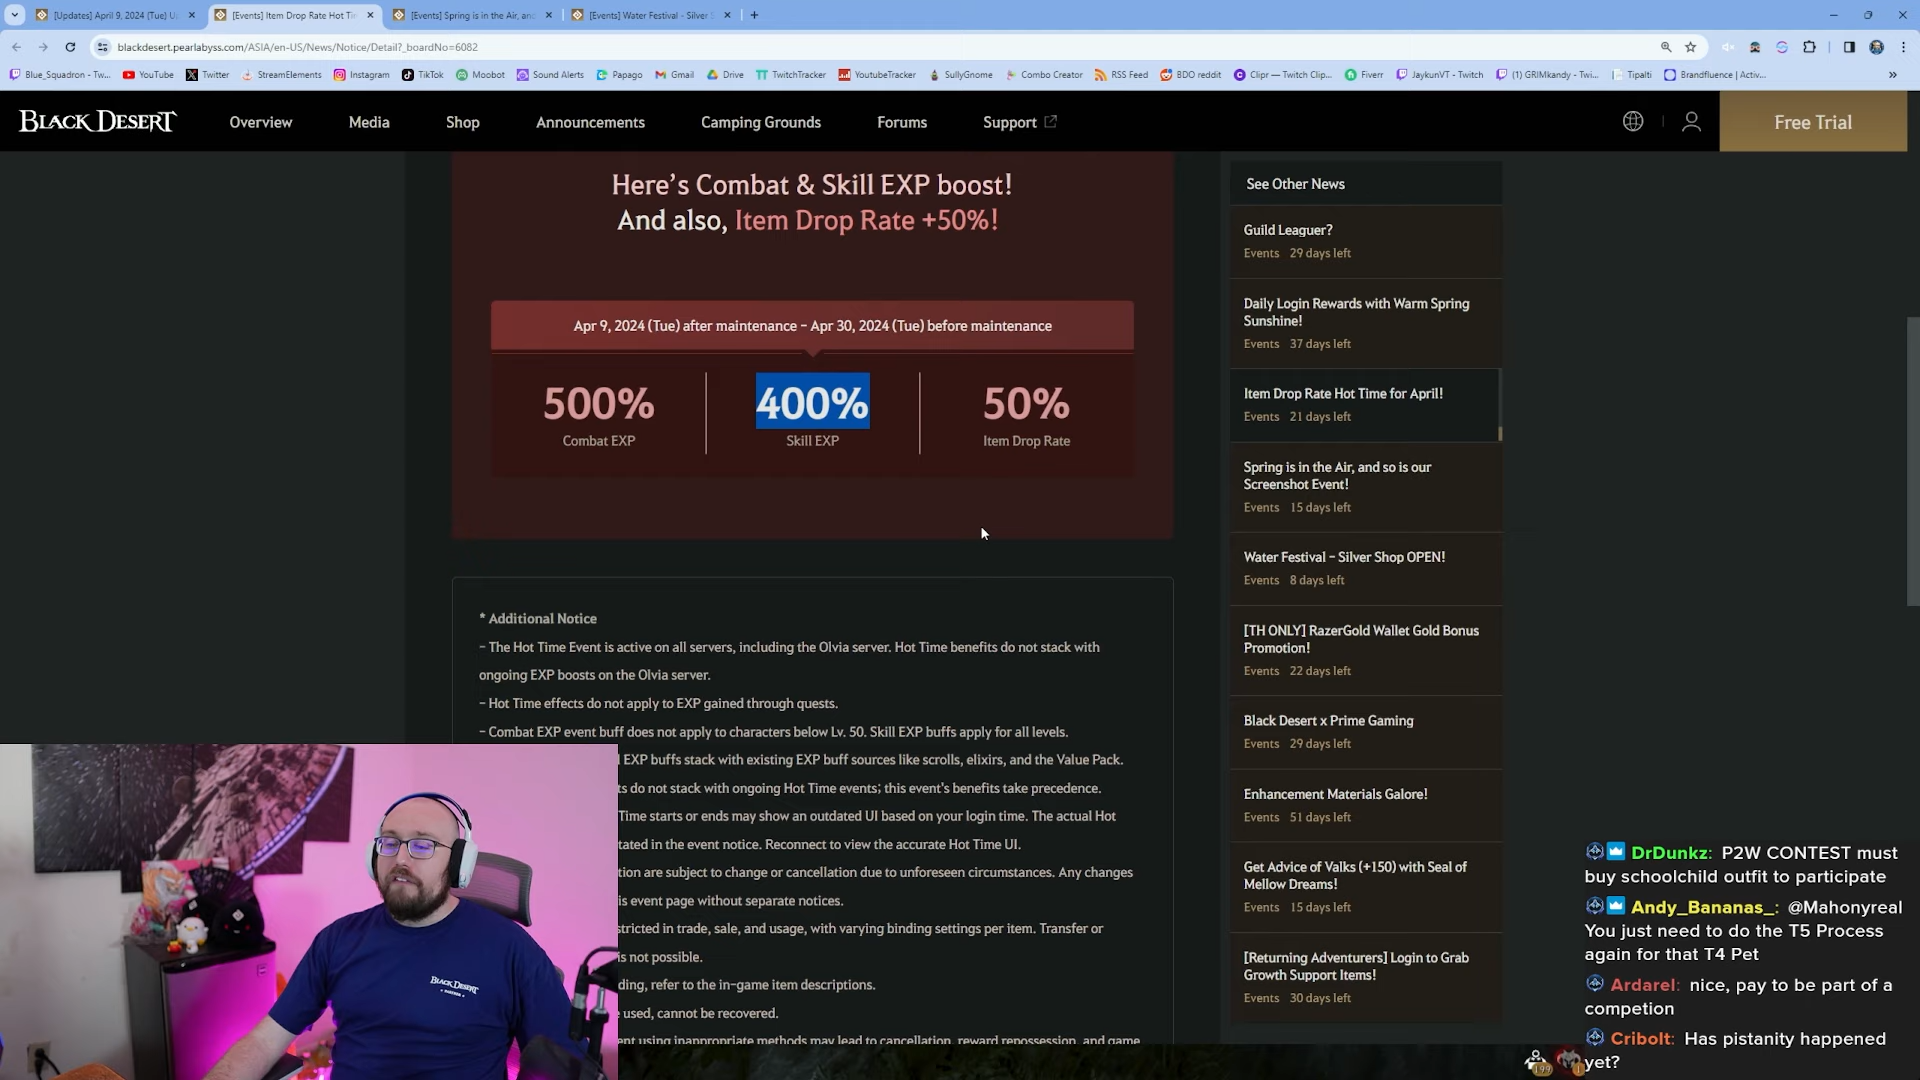 [Updates] April 9, 2024 (Tue) U
[Events] Item Drop Rate Hot Ti
[Events] Spring is in the Air, an
[Events] Water Festival - Silver S
blackdesert.pearlabyss.com/ASIA/en-US/News/Notice/Detail?_boardNo=6082
Blue_Squadron - Tw...
YouTube
Twitter
StreamElements
Instagram
TikTok
Moobot
Sound Alerts
Papago
Gmail
Drive
TwitchTracker
YoutubeTracker
SullyGnome
Combo Creator
RSS Feed
BDO reddit
Clipr — Twitch Clip...
Fiverr
JaykunVT - Twitch
(1) GRIMkandy - Twi...
Tipalti
Brandfluence | Activ...
BLACK DESERT
Overview
Media
Shop
Announcements
Camping Grounds
Forums
Support
Free Trial
Here's Combat & Skill EXP boost!
And also, Item Drop Rate +50%!
Apr 9, 2024 (Tue) after maintenance – Apr 30, 2024 (Tue) before maintenance
500%
Combat EXP
400%
Skill EXP
50%
Item Drop Rate
* Additional Notice
– The Hot Time Event is active on all servers, including the Olvia server. Hot Time benefits do not stack with
ongoing EXP boosts on the Olvia server.
– Hot Time effects do not apply to EXP gained through quests.
– Combat EXP event buff does not apply to characters below Lv. 50. Skill EXP buffs apply for all levels.
EXP buffs stack with existing EXP buff sources like scrolls, elixirs, and the Value Pack.
ts do not stack with ongoing Hot Time events; this event's benefits take precedence.
Time starts or ends may show an outdated UI based on your login time. The actual Hot
tated in the event notice. Reconnect to view the accurate Hot Time UI.
tion are subject to change or cancellation due to unforeseen circumstances. Any changes
is event page without separate notices.
stricted in trade, sale, and usage, with varying binding settings per item. Transfer or
is not possible.
ding, refer to the in-game item descriptions.
e used, cannot be recovered.
ent using inappropriate methods may lead to cancellation, reward repossession, and game
See Other News
Guild Leaguer?
Events 29 days left
Daily Login Rewards with Warm Spring
Sunshine!
Events 37 days left
Item Drop Rate Hot Time for April!
Events 21 days left
Spring is in the Air, and so is our
Screenshot Event!
Events 15 days left
Water Festival – Silver Shop OPEN!
Events 8 days left
[TH ONLY] RazerGold Wallet Gold Bonus
Promotion!
Events 22 days left
Black Desert x Prime Gaming
Events 29 days left
Enhancement Materials Galore!
Events 51 days left
Get Advice of Valks (+150) with Seal of
Mellow Dreams!
Events 15 days left
[Returning Adventurers] Login to Grab
Growth Support Items!
Events 30 days left
BLACK DESERT
DrDunkz: P2W CONTEST must
buy schoolchild outfit to participate
Andy_Bananas_: @Mahonyreal
You just need to do the T5 Process
again for that T4 Pet
Ardarel: nice, pay to be part of a
competion
Cribolt: Has pistanity happened
yet?
199